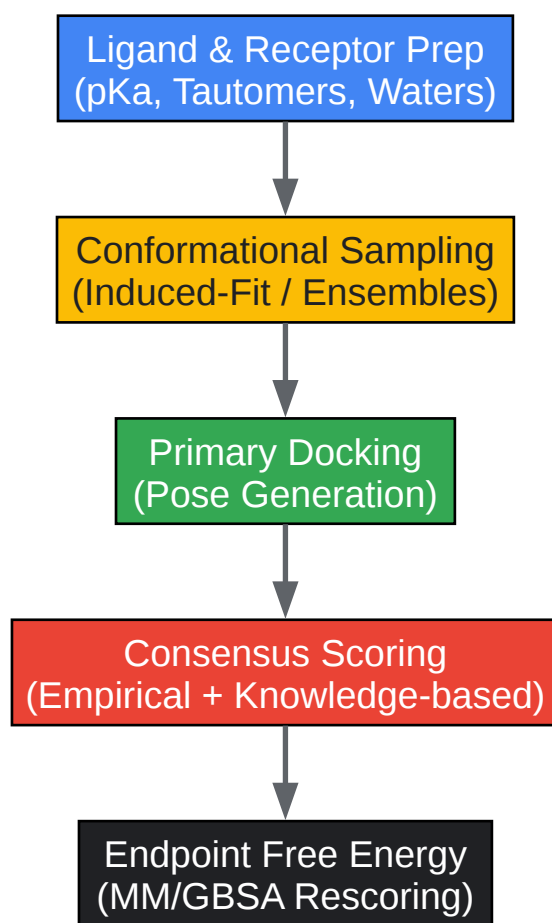 Ligand & Receptor Prep
(pKa, Tautomers, Waters)
Conformational Sampling
(Induced-Fit / Ensembles)
Primary Docking
(Pose Generation)
Consensus Scoring
(Empirical + Knowledge-based)
Endpoint Free Energy
(MM/GBSA Rescoring)